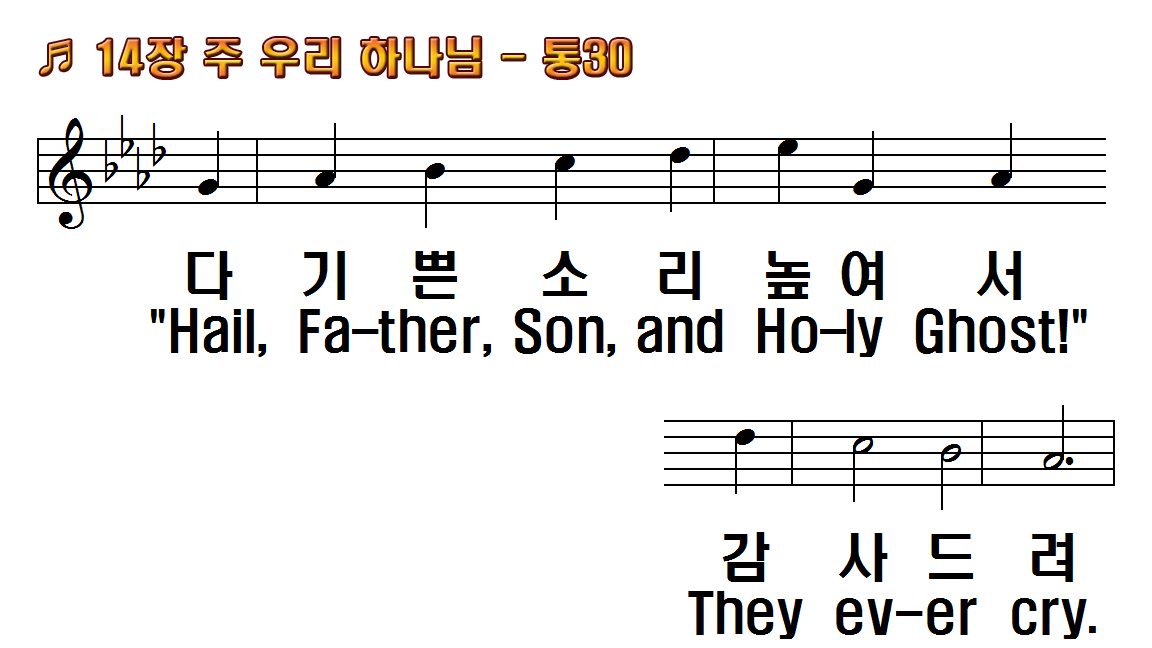 ♬ 14장 주 우리 하나님 - 통30
다 기 쁜 소 리 높 여 서
"Hail, Fa-ther, Son, and Ho-ly Ghost!"
감 사 드 려
They ev-er cry.